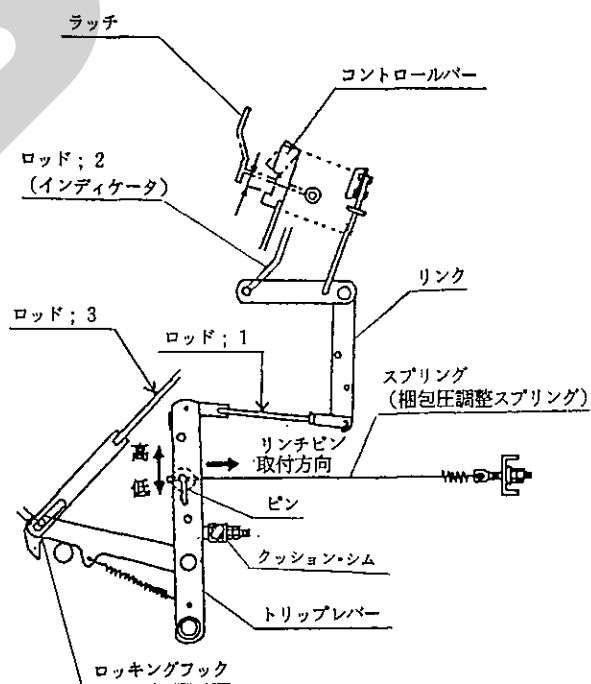 ラッチ
コントロールバー
ロッド；2
（インディケータ）
リンク
ロッド；3
ロッド；1
スプリング
（梱包圧調整スプリング）
高
低
リンチピン
取付方向
ピン
クッション・シム
トリップレバー
ロッキングフック